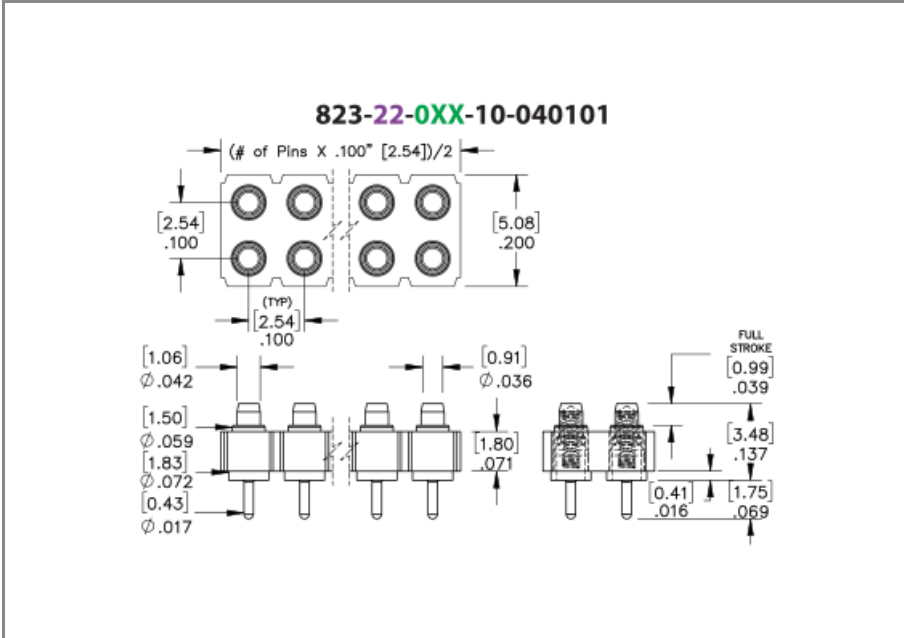 823-22-0XX-10-040101
(# of Pins X .100" [2.54])/2
[2.54]
.100
[5.08]
.200
(TYP)
[2.54]
.100
[1.06]
Ø.042
[0.91]
Ø.036
FULL
STROKE
[0.99]
.039
[1.50]
Ø.059
[1.80]
.071
[3.48]
.137
[1.83]
Ø.072
[0.43]
Ø.017
[0.41]
.016
[1.75]
.069